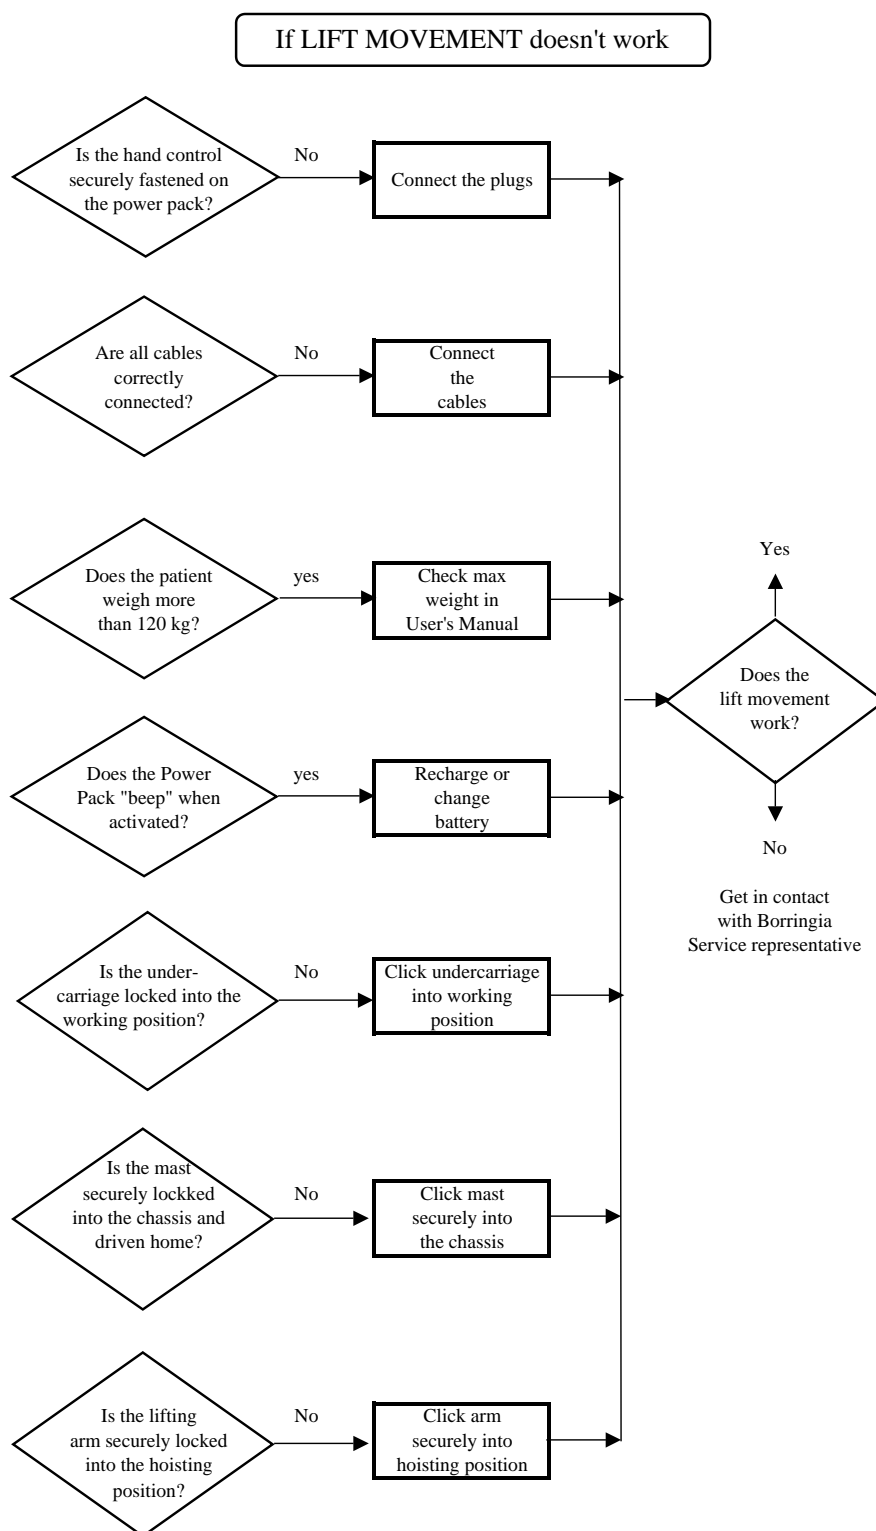 If LIFT MOVEMENT doesn't work
Is the hand control
securely fastened on
the power pack?
No
Connect the plugs
Are all cables
correctly
connected?
No
Connect
the
cables
Does the patient
weigh more
than 120 kg?
yes
Check max
weight in
User's Manual
Does the Power
Pack "beep" when
activated?
yes
Recharge or
change
battery
Is the under-
carriage locked into the
working position?
No
Click undercarriage
into working
position
Is the mast
securely lockked
into the chassis and
driven home?
No
Click mast
securely into
the chassis
Is the lifting
arm securely locked
into the hoisting
position?
No
Click arm
securely into
hoisting position
Yes
Does the
lift movement
work?
No
Get in contact
with Borringia
Service representative